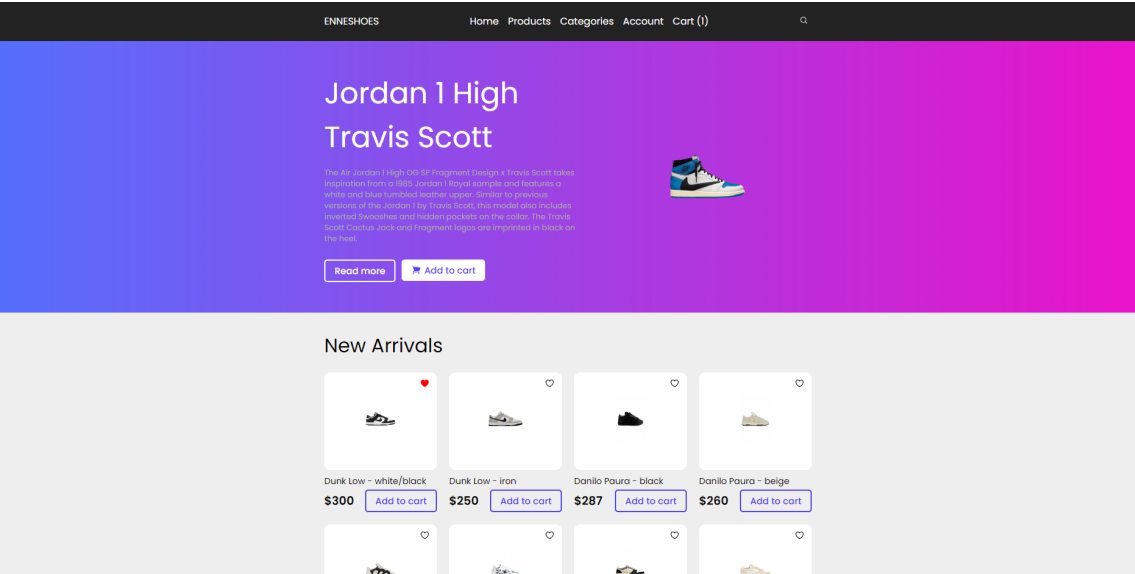 ENNESHOES
Home Products Categories Account Cart (1)
Jordan 1 High
Travis Scott
The Air Jordan 1 High OG SP Fragment Design x Travis Scott takes
inspiration from a 1985 Jordan 1 Royal sample and features a
white and blue tumbled leather upper. Similar to previous
versions of the Jordan 1 by Travis Scott, this model also includes
inverted Swooshes and hidden pockets on the collar. The Travis
Scott Cactus Jack and Fragment logos are imprinted in black on
the heel.
Read more Add to cart
New Arrivals
Dunk Low - white/black Dunk Low - iron Danilo Paura - black Danilo Paura - beige
$300 Add to cart $250 Add to cart $287 Add to cart $260 Add to cart